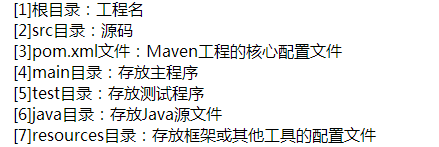 [1]根目录：工程名
[2]src目录：源码
[3]pom.xml文件：Maven工程的核心配置文件
[4]main目录：存放主程序
[5]test目录：存放测试程序
[6]java目录：存放Java源文件
[7]resources目录：存放框架或其他工具的配置文件